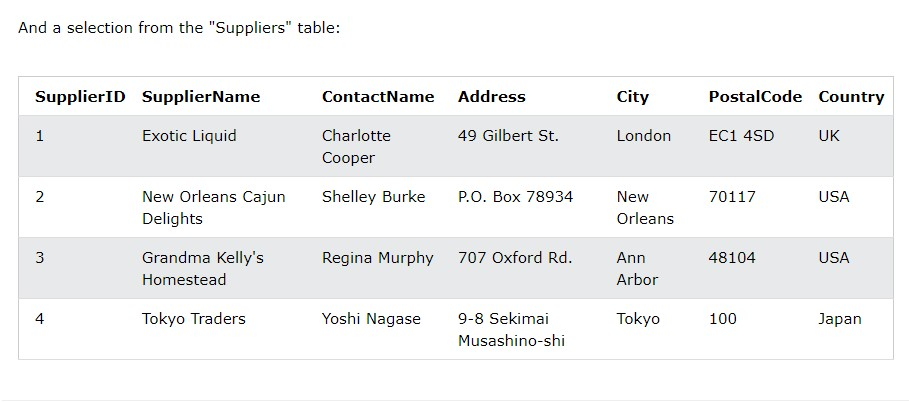 And a selection from the "Suppliers" table:
SupplierID SupplierName ContactName Address City PostalCode Country
1 Exotic Liquid Charlotte Cooper 49 Gilbert St. London EC1 4SD UK
2 New Orleans Cajun Delights Shelley Burke P.O. Box 78934 New Orleans 70117 USA
3 Grandma Kelly's Homestead Regina Murphy 707 Oxford Rd. Ann Arbor 48104 USA
4 Tokyo Traders Yoshi Nagase 9-8 Sekimai Musashino-shi Tokyo 100 Japan